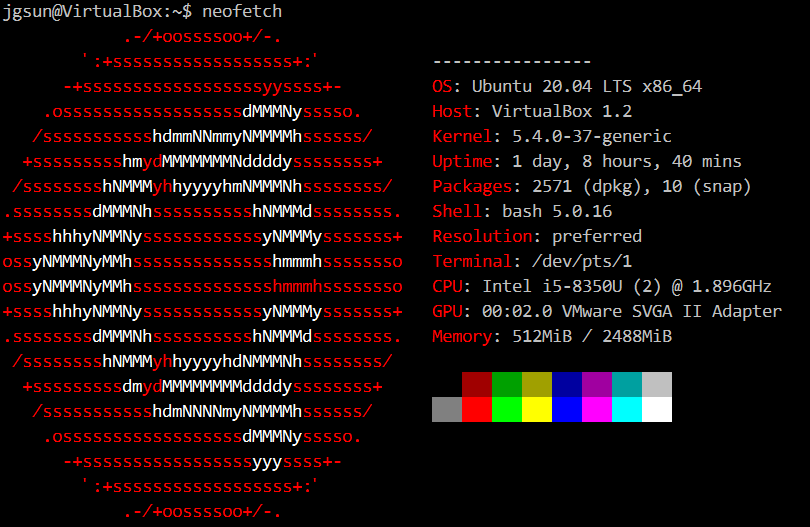 jgsun@VirtualBox:~$ neofetch
            .-/+oossssoo+/-.
        ':+ssssssssssssssssss+:'           ----------------
      -+ssssssssssssssssssyyssss+-         OS: Ubuntu 20.04 LTS x86_64
    .ossssssssssssssssssdMMMNysssso.       Host: VirtualBox 1.2
   /ssssssssssshdmmNNmmyNMMMMhssssss/      Kernel: 5.4.0-37-generic
  +ssssssssshmydMMMMMMMNddddyssssssss+     Uptime: 1 day, 8 hours, 40 mins
 /sssssssshNMMMyhhyyyyhmNMMMNhssssssss/    Packages: 2571 (dpkg), 10 (snap)
.ssssssssdMMMNhsssssssssshNMMMdssssssss.   Shell: bash 5.0.16
+sssshhhyNMMNyssssssssssssyNMMMysssssss+   Resolution: preferred
ossyNMMMNyMMhsssssssssssssshmmmhssssssso   Terminal: /dev/pts/1
ossyNMMMNyMMhsssssssssssssshmmmhssssssso   CPU: Intel i5-8350U (2) @ 1.896GHz
+sssshhhyNMMNyssssssssssssyNMMMysssssss+   GPU: 00:02.0 VMware SVGA II Adapter
.ssssssssdMMMNhsssssssssshNMMMdssssssss.   Memory: 512MiB / 2488MiB
 /sssssssshNMMMyhhyyyyhdNMMMNhssssssss/
  +sssssssssdmydMMMMMMMMddddyssssssss+
   /ssssssssssshdmNNNNmyNMMMMhssssss/
    .ossssssssssssssssssdMMMNysssso.
      -+sssssssssssssssssyyyssss+-
        ':+ssssssssssssssssss+:'
            .-/+oossssoo+/-.